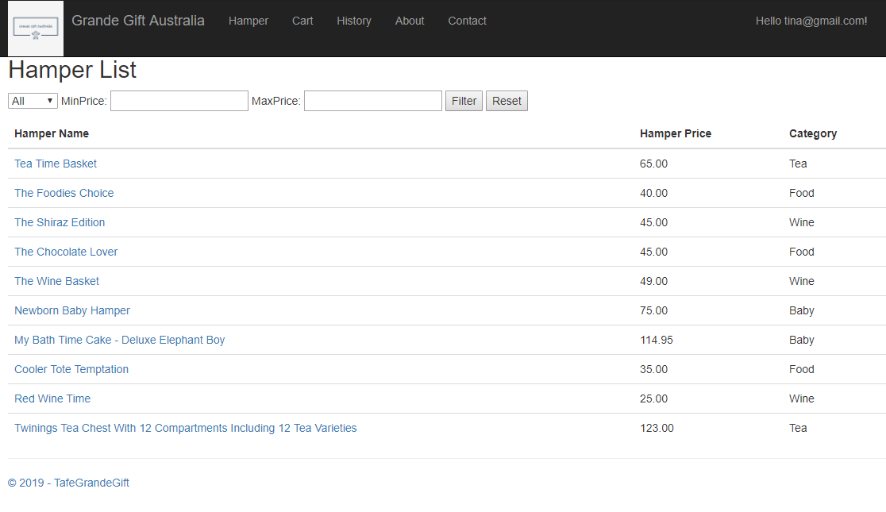 Grande Gift Australia Hamper Cart History About Contact Hello tina@gmail.com!
Hamper List
All MinPrice: MaxPrice: Filter Reset
Hamper Name Hamper Price Category
Tea Time Basket 65.00 Tea
The Foodies Choice 40.00 Food
The Shiraz Edition 45.00 Wine
The Chocolate Lover 45.00 Food
The Wine Basket 49.00 Wine
Newborn Baby Hamper 75.00 Baby
My Bath Time Cake - Deluxe Elephant Boy 114.95 Baby
Cooler Tote Temptation 35.00 Food
Red Wine Time 25.00 Wine
Twinings Tea Chest With 12 Compartments Including 12 Tea Varieties 123.00 Tea
© 2019 - TafeGrandeGift